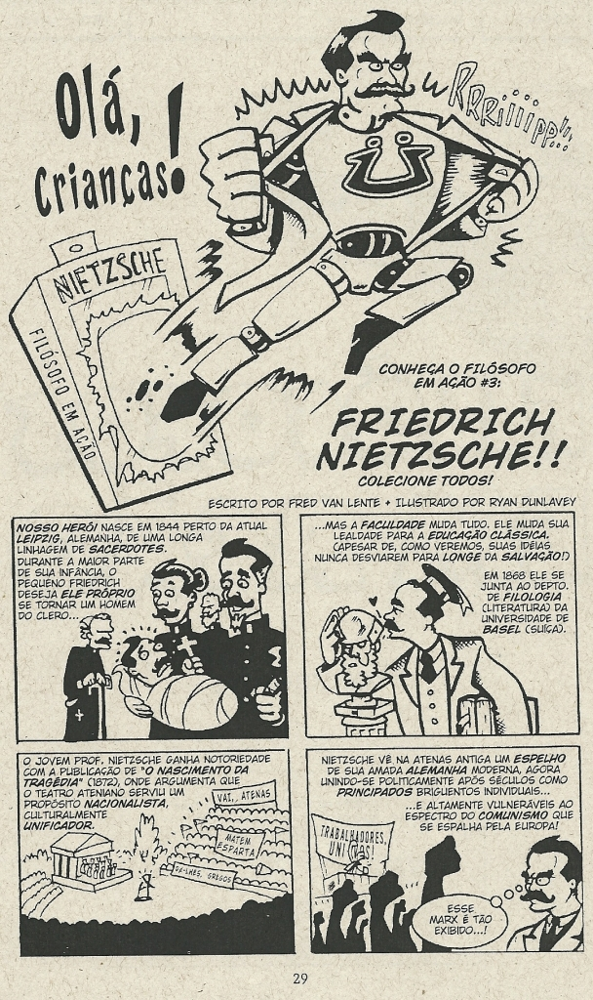 Olá,
Crianças!
RRRiiiiiPP!!
NIETZSCHE
FILÓSOFO EM AÇÃO
CONHEÇA O FILÓSOFO
EM AÇÃO #3:
FRIEDRICH
NIETZSCHE!!
COLECIONE TODOS!
ESCRITO POR FRED VAN LENTE + ILUSTRADO POR RYAN DUNLAVEY
NOSSO HERÓI NASCE EM 1844 PERTO DA ATUAL
LEIPZIG, ALEMANHA, DE UMA LONGA
LINHAGEM DE SACERDOTES.
DURANTE A MAIOR PARTE
DE SUA INFÂNCIA, O
PEQUENO FRIEDRICH
DESEJA ELE PRÓPRIO
SE TORNAR UM HOMEM
DO CLERO...
...MAS A FACULDADE MUDA TUDO. ELE MUDA SUA
LEALDADE PARA A EDUCAÇÃO CLÁSSICA.
(APESAR DE, COMO VEREMOS, SUAS IDÉIAS
NUNCA DESVIAREM PARA LONGE DA SALVAÇÃO!)
EM 1868 ELE SE
JUNTA AO DEPTO.
DE FILOLOGIA
(LITERATURA) DA
UNIVERSIDADE DE
BASEL (SUÍÇA).
O JOVEM PROF. NIETZSCHE GANHA NOTORIEDADE
COM A PUBLICAÇÃO DE "O NASCIMENTO DA
TRAGÉDIA" (1872), ONDE ARGUMENTA QUE
O TEATRO ATENIANO SERVIU UM
PROPÓSITO NACIONALISTA,
CULTURALMENTE
UNIFICADOR.
VAI, ATENAS
MATEM
ESPARTA
GREGOS
NIETZSCHE VÊ NA ATENAS ANTIGA UM ESPELHO
DE SUA AMADA ALEMANHA MODERNA, AGORA
UNINDO-SE POLITICAMENTE APÓS SÉCULOS COMO
PRINCIPADOS BRIGUENTOS INDIVIDUAIS...
...E ALTAMENTE VULNERÁVEIS AO
ESPECTRO DO COMUNISMO QUE
SE ESPALHA PELA EUROPA!
TRABALHADORES,
ESSE
MARX É TÃO
EXIBIDO...!
29